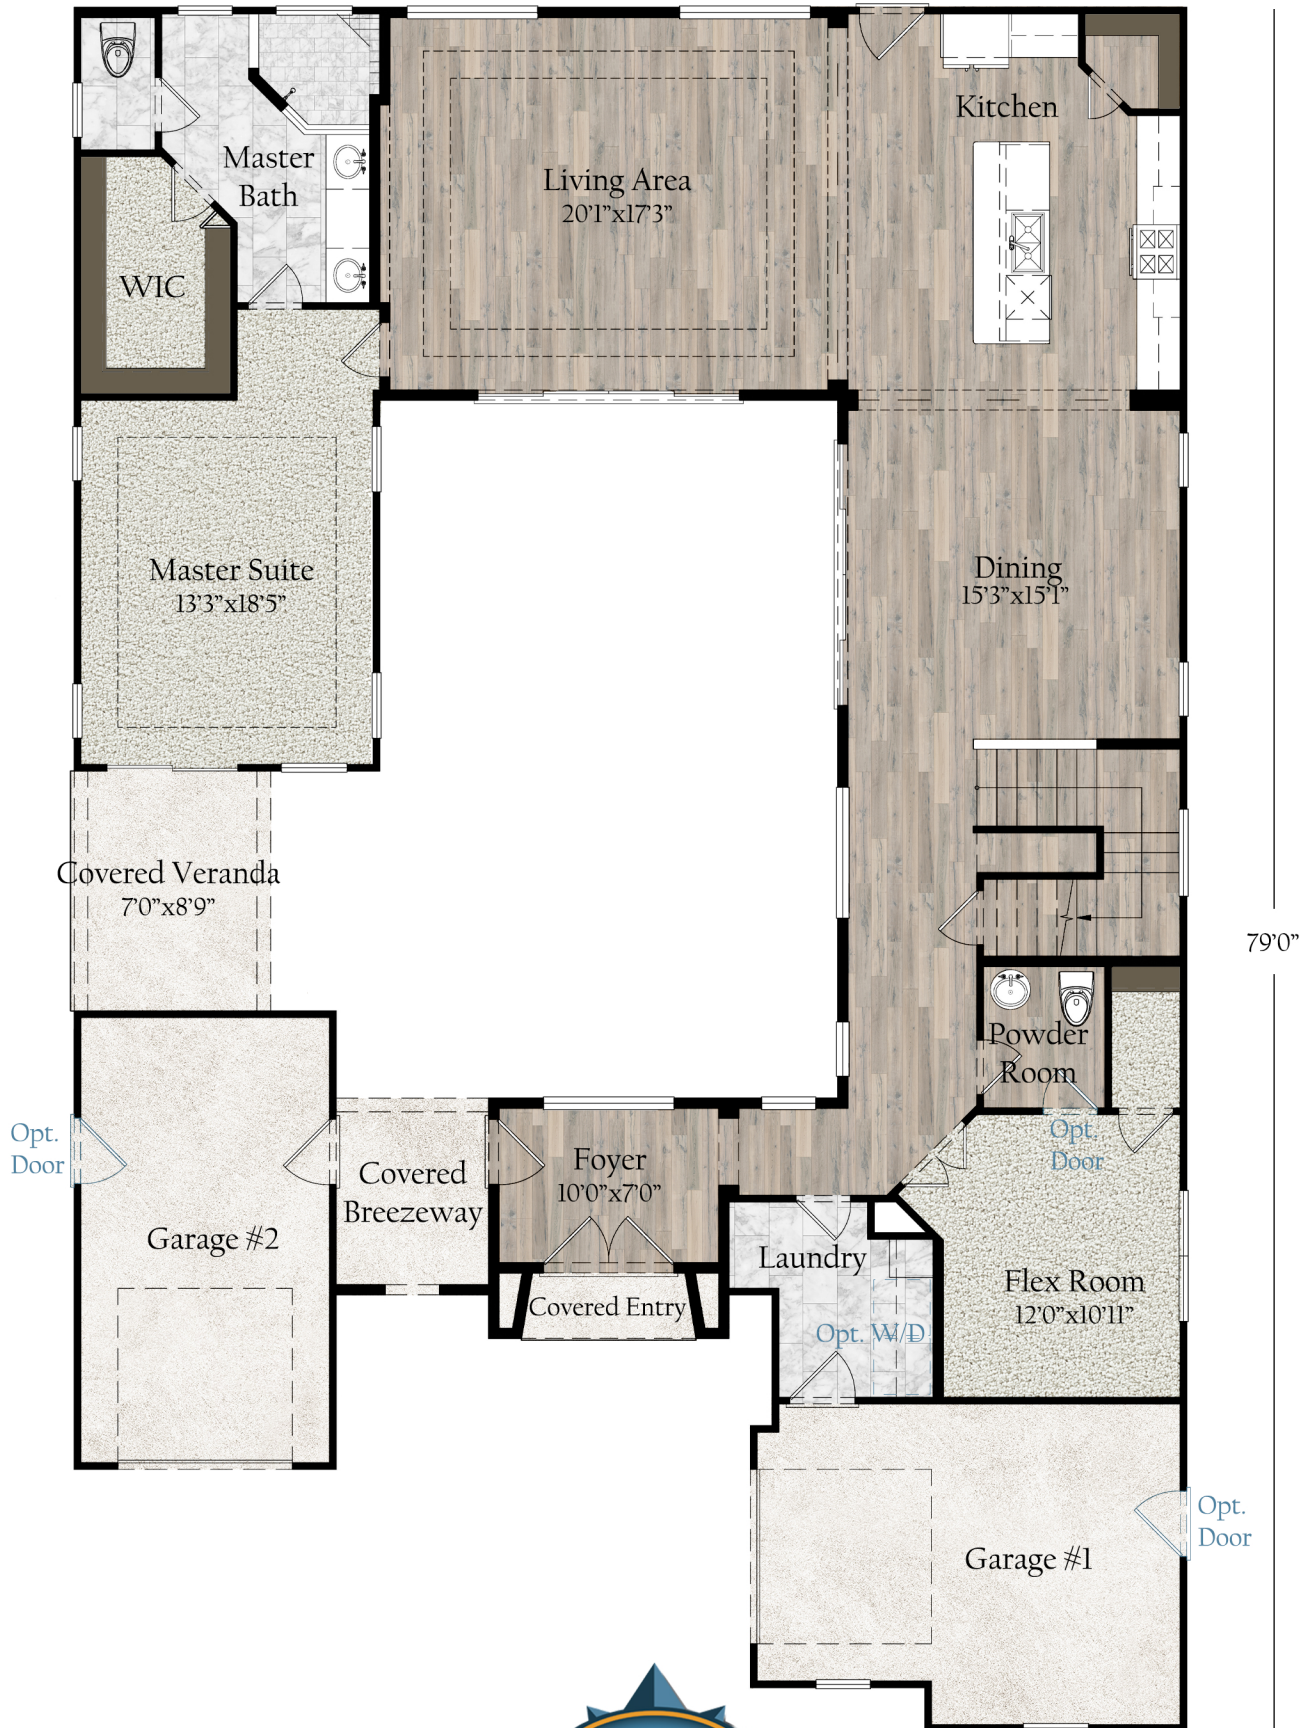 Kitchen
Master
Bath
Living Area
20'1"x17'3"
WIC
Master Suite
13'3"x18'5"
Dining
15'3"x15'1"
Covered Veranda
7'0"x8'9"
79'0"
Powder
Room
Opt.
Door
Opt.
Door
Foyer
10'0"x7'0"
Covered
Breezeway
Garage #2
Laundry
Flex Room
12'0"x10'11"
Covered Entry
Opt. W/D
Opt.
Door
Garage #1